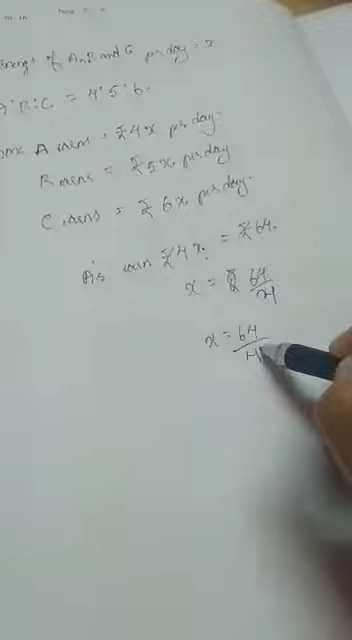 of A, B and C per day = x
A:B:C = 4:5:6.
A earns = ₹4x per day.
B earns = ₹5x per day
C earns = ₹6x per day.
A's earn ₹4x = ₹64.
x = ₹ 64/4
x = 64/4